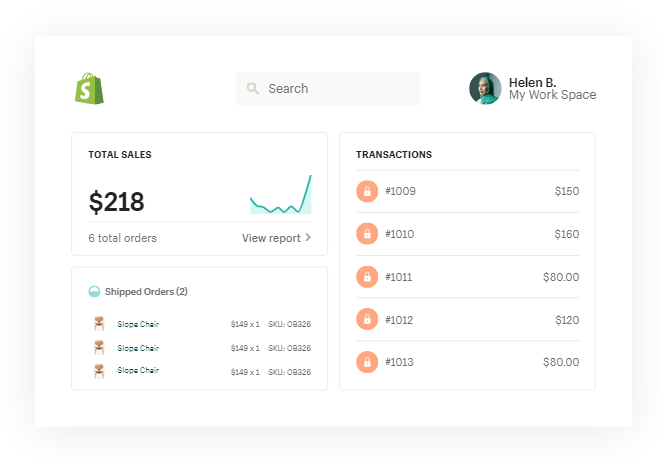 S
Search
Helen B.
My Work Space
TOTAL SALES
$218
6 total orders
View report
Shipped Orders (2)
Slope Chair $149 x 1 SKU: OB326
Slope Chair $149 x 1 SKU: OB326
Slope Chair $149 x 1 SKU: OB326
TRANSACTIONS
#1009 $150
#1010 $160
#1011 $80.00
#1012 $120
#1013 $80.00